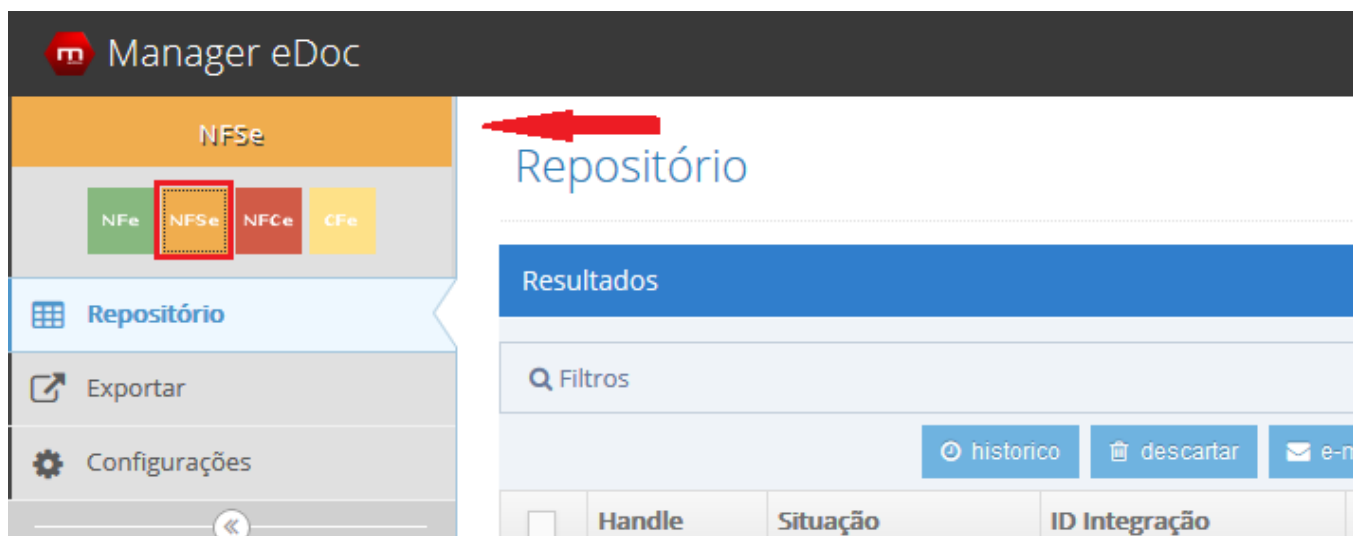 Manager eDoc
NFSe
NFe NFSe NFCe CFe
Repositório
Exportar
Configurações
Repositório
Resultados
Filtros
historico descartar
Handle Situação ID Integração